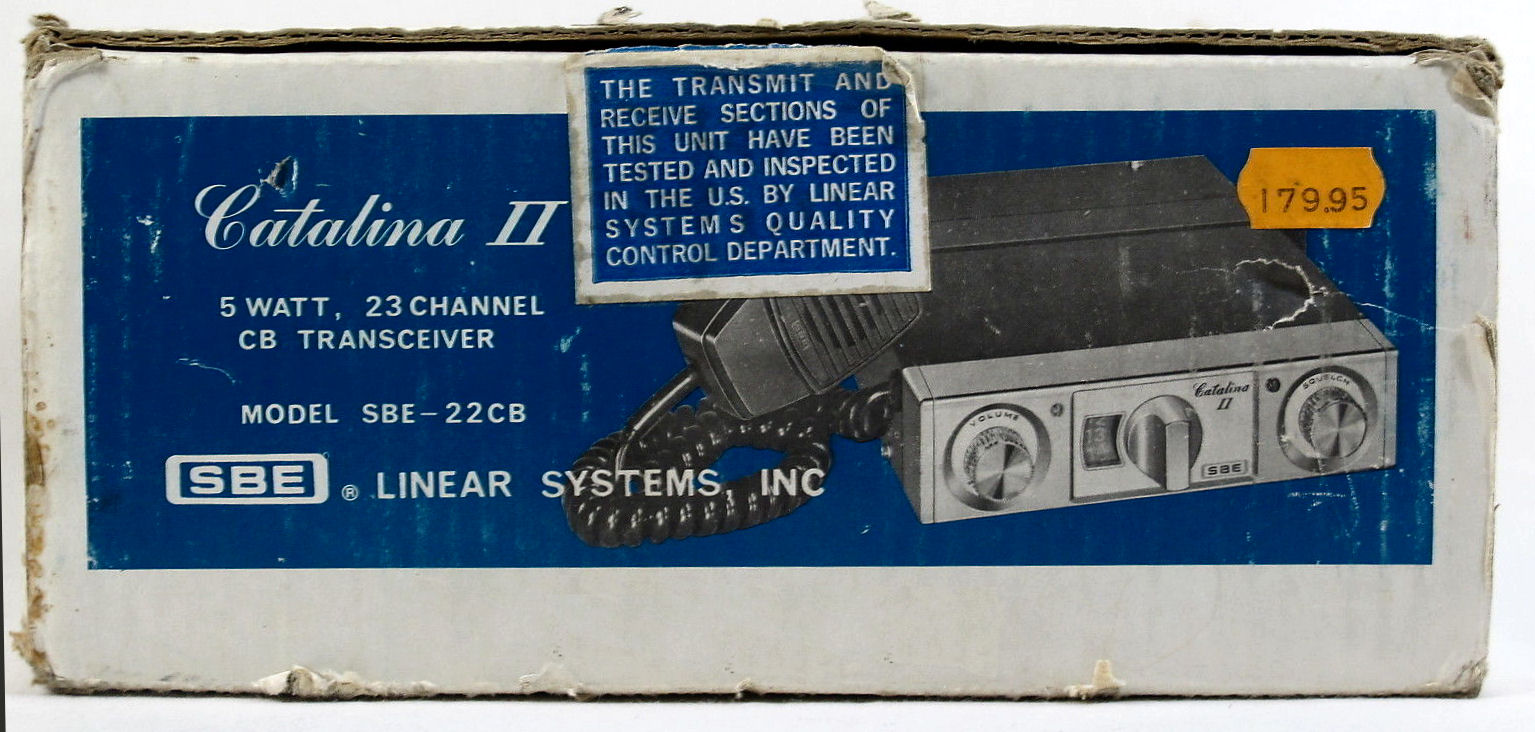 THE TRANSMIT AND
RECEIVE SECTIONS OF
THIS UNIT HAVE BEEN
TESTED AND INSPECTED
IN THE U.S. BY LINEAR
SYSTEMS QUALITY
CONTROL DEPARTMENT.
179.95
Catalina II
5 WATT, 23 CHANNEL
CB TRANSCEIVER
MODEL SBE-22CB
SBE ® LINEAR SYSTEMS, INC
VOLUME
Catalina
II
SQUELCH
13
SBE